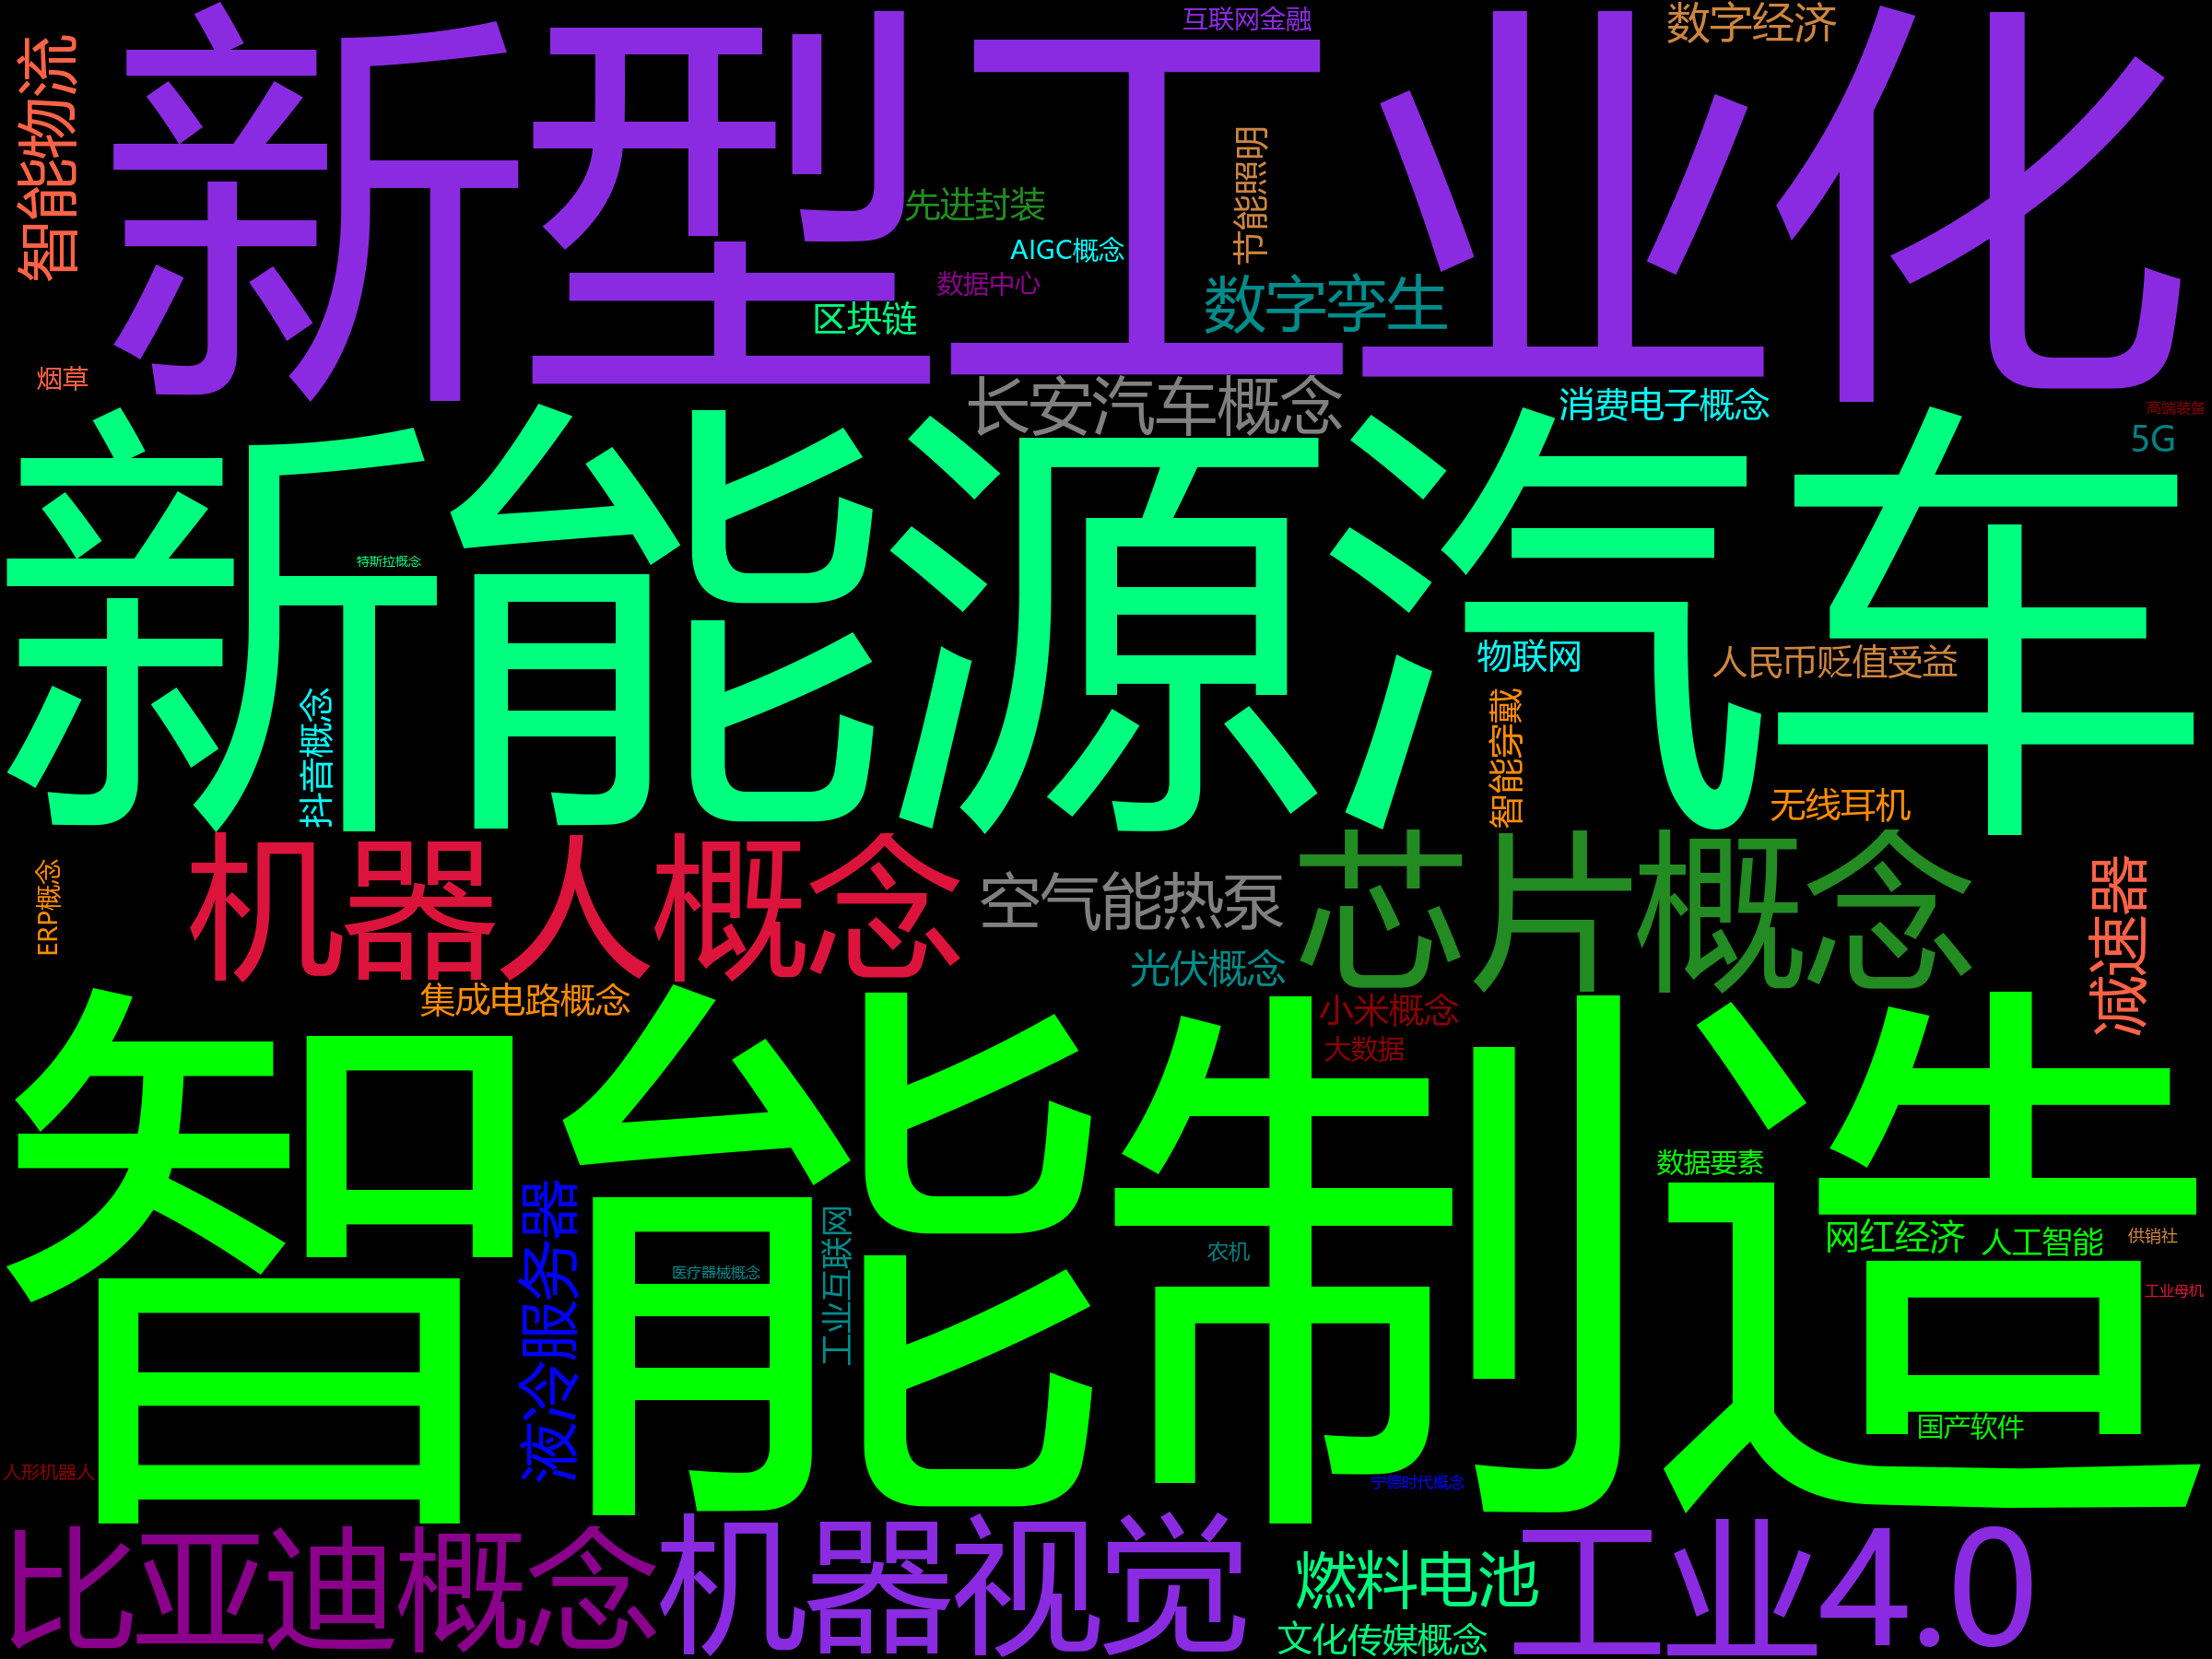 互联网金融
数字经济
智能物流
新型工业化
节能照明
先进封装
AIGC概念
数据中心
数字孪生
区块链
烟草
长安汽车概念
消费电子概念
高端装备
5G
新能源汽车
特斯拉概念
物联网
人民币贬值受益
抖音概念
智能穿戴
无线耳机
ERP概念
机器人概念
空气能热泵
芯片概念
减速器
光伏概念
集成电路概念
小米概念
大数据
智能制造
数据要素
液冷服务器
工业互联网
农机
网红经济
人工智能
供销社
医疗器械概念
工业母机
国产软件
人形机器人
宁德时代概念
比亚迪概念
机器视觉
燃料电池
工业4.0
文化传媒概念